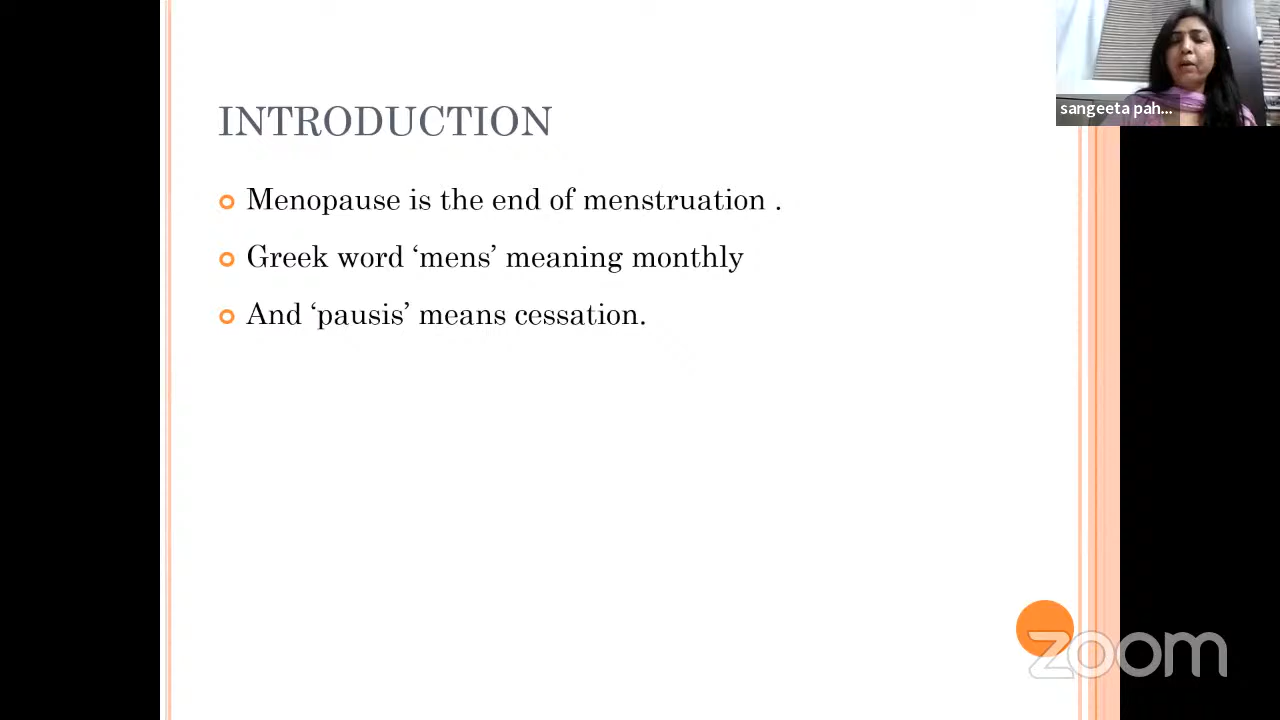 sangeeta pah...
INTRODUCTION
Menopause is the end of menstruation .
Greek word ‘mens’ meaning monthly
And ‘pausis’ means cessation.
zoom